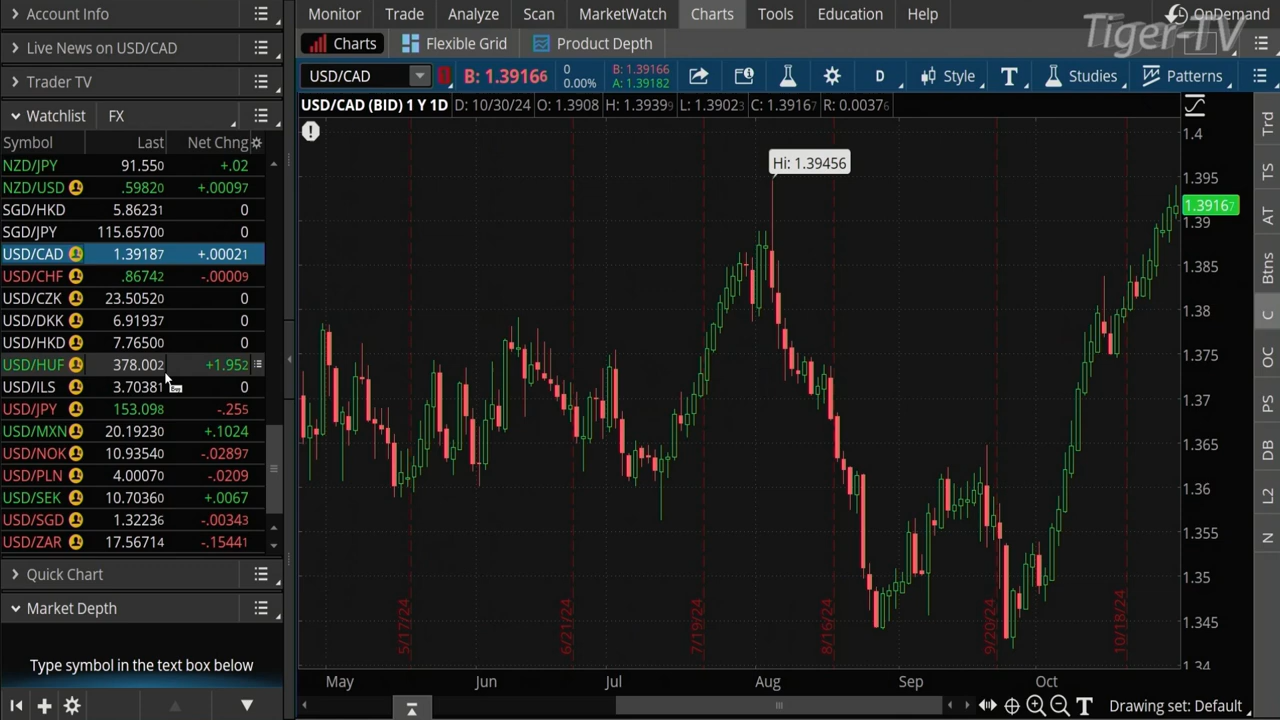 Account Info
Live News on USD/CAD
Trader TV
Watchlist FX
Symbol Last Net Chng
NZD/JPY 91.550 +.02
NZD/USD .59820 +.00097
SGD/HKD 5.86231 0
SGD/JPY 115.65700 0
USD/CAD 1.39187 +.00021
USD/CHF .86742 -.00009
USD/CZK 23.50520 0
USD/DKK 6.91937 0
USD/HKD 7.76500 0
USD/HUF 378.002 +1.952
USD/ILS 3.70381 0
USD/JPY 153.098 -.255
USD/MXN 20.19230 +.1024
USD/NOK 10.93540 -.02897
USD/PLN 4.00070 -.0209
USD/SEK 10.70360 +.0067
USD/SGD 1.32236 -.00343
USD/ZAR 17.56714 -.15441
Quick Chart
Market Depth
Type symbol in the text box below
Monitor Trade Analyze Scan MarketWatch Charts Tools Education Help OnDemand
Tiger-TV
Charts Flexible Grid Product Depth
USD/CAD B: 1.39166 0 B: 1.39166 D Style T Studies Patterns
0.00% A: 1.39182
USD/CAD (BID) 1 Y 1D D: 10/30/24 O: 1.3908 H: 1.39399 L: 1.39023 C: 1.39167 R: 0.00376
Hi: 1.39456
1.4
1.395
1.39167
1.39
1.385
1.38
1.375
1.37
1.365
1.36
1.355
1.35
1.345
1.34
5/17/24 6/21/24 7/19/24 8/16/24 9/20/24 10/18/24
May Jun Jul Aug Sep Oct
T Drawing set: Default
Trd
TS
AT
Btns
C
OC
PS
DB
L2
N